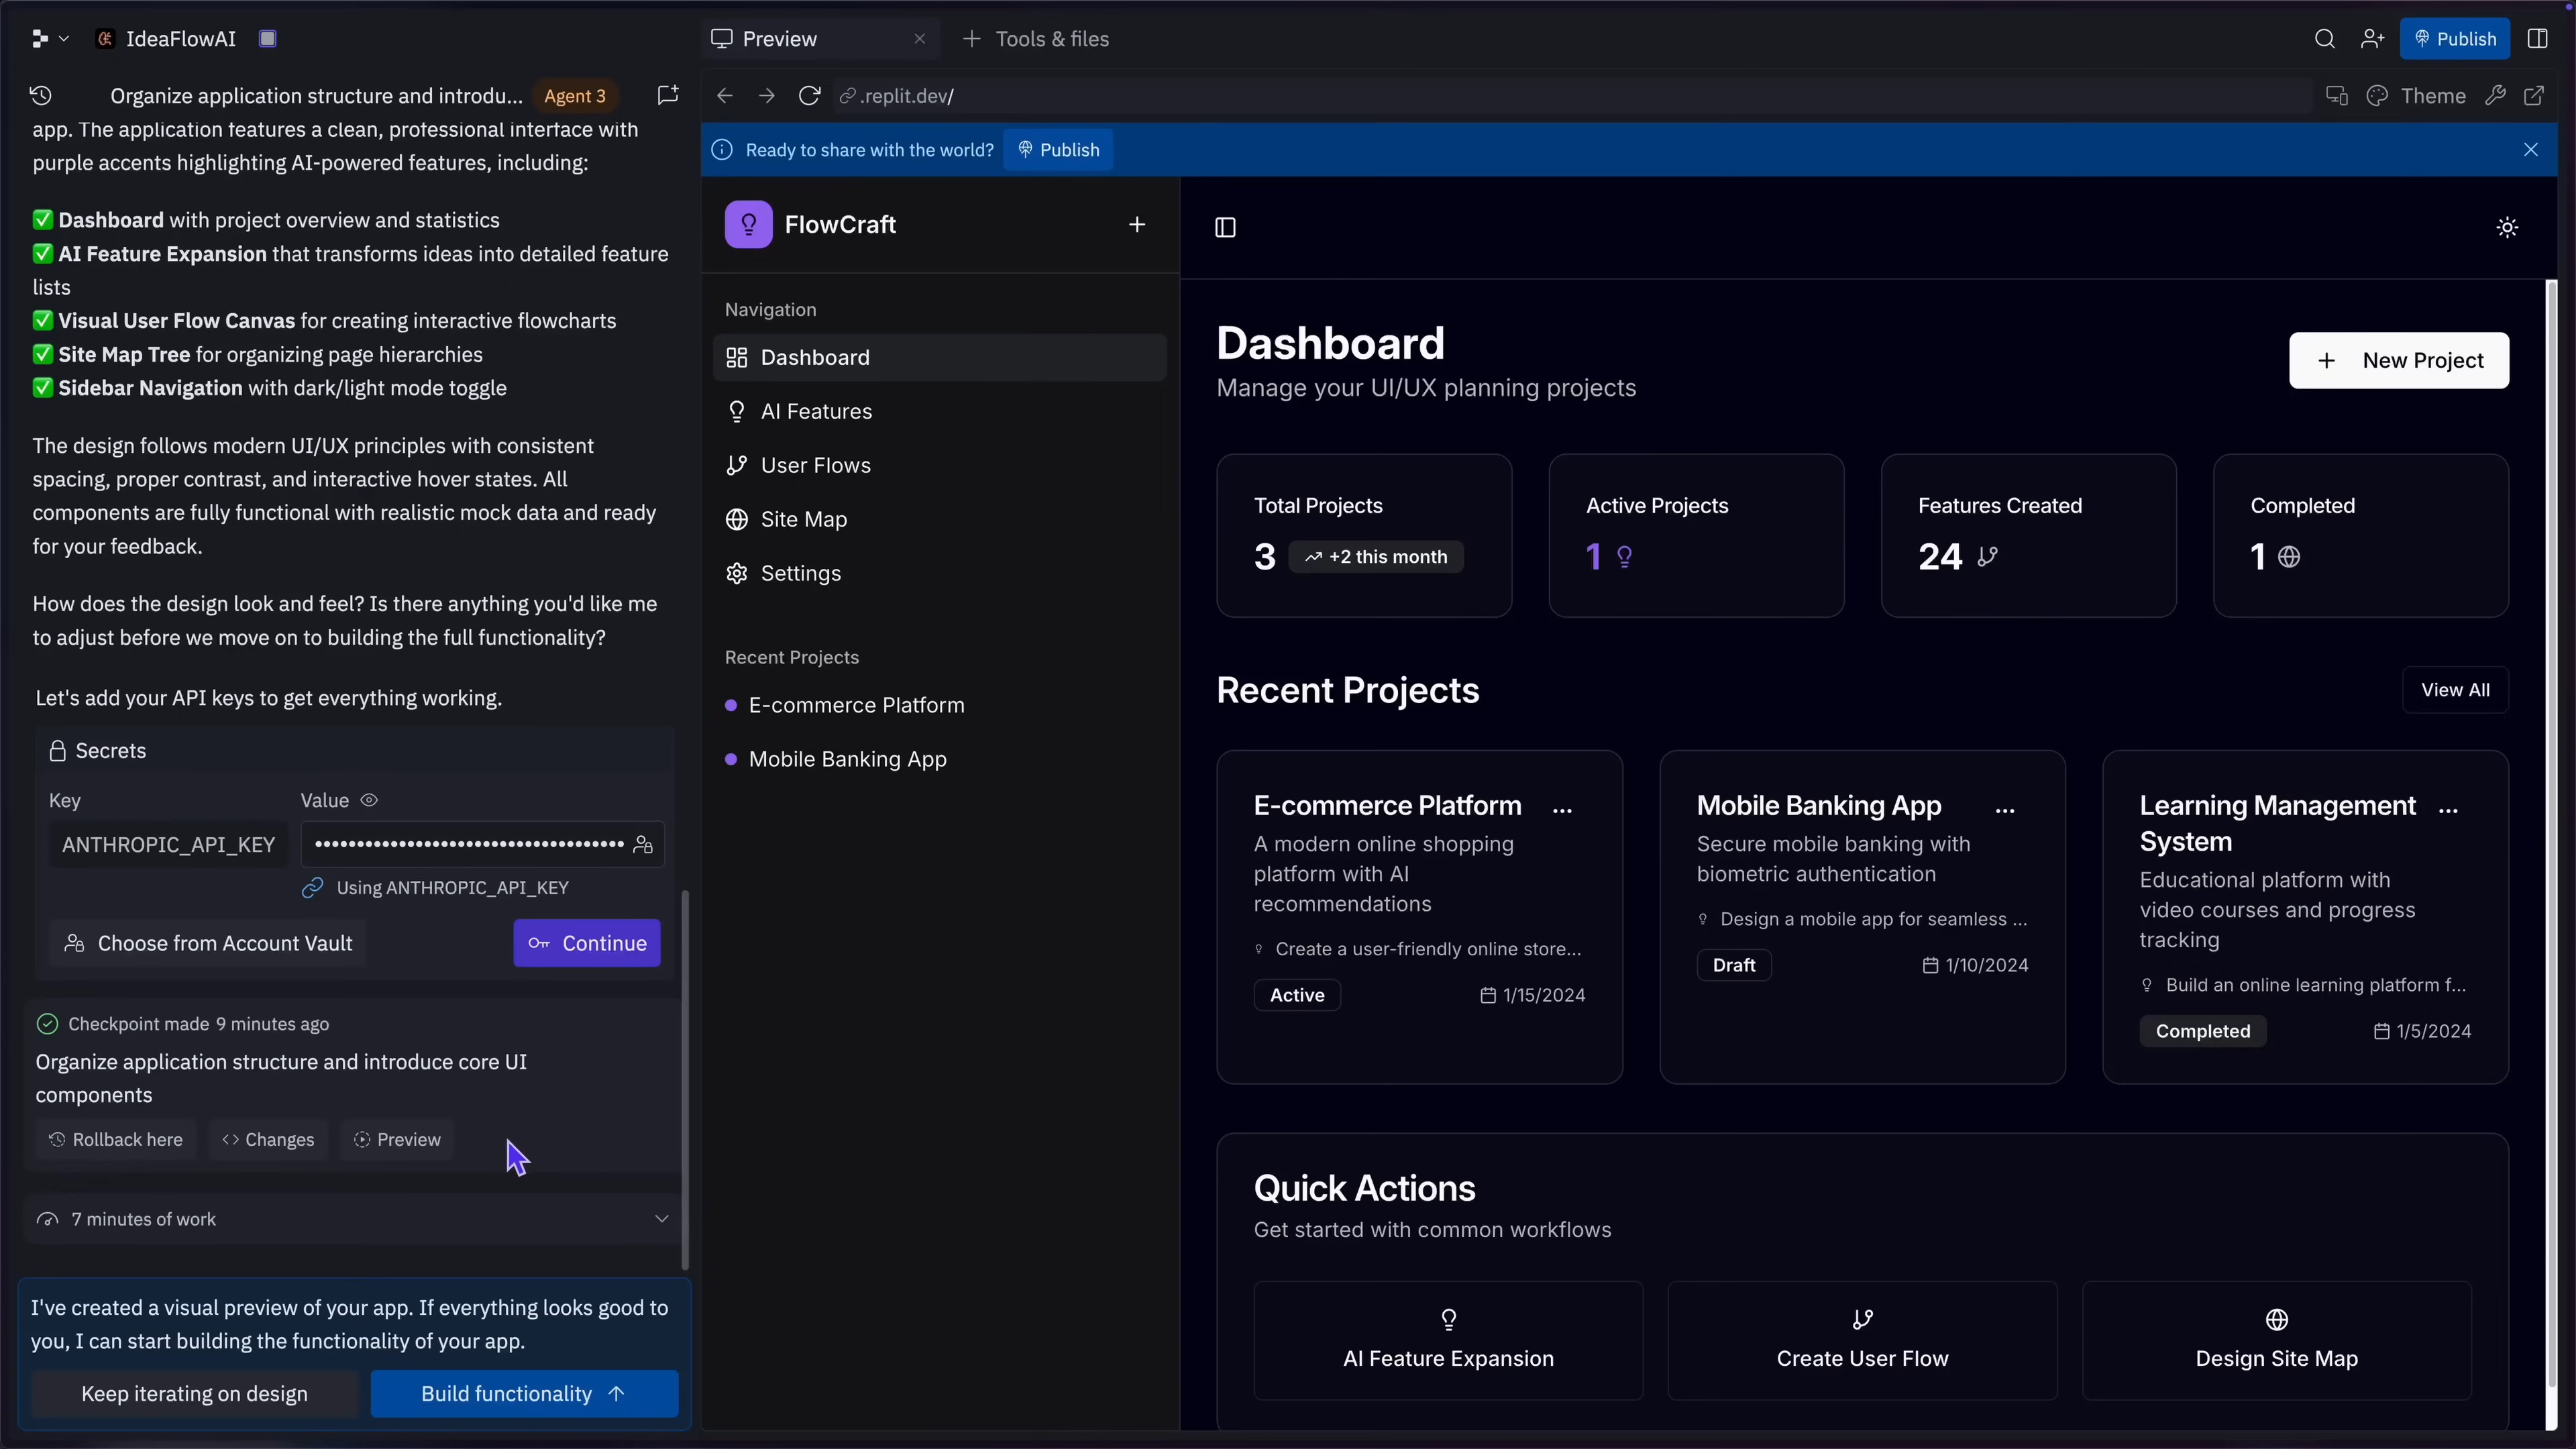 IdeaFlowAI
Preview
Tools & files
Publish
Organize application structure and introdu...
Agent 3
.replit.dev/
Theme
app. The application features a clean, professional interface with
purple accents highlighting AI-powered features, including:
✅ Dashboard with project overview and statistics
✅ AI Feature Expansion that transforms ideas into detailed feature
lists
✅ Visual User Flow Canvas for creating interactive flowcharts
✅ Site Map Tree for organizing page hierarchies
✅ Sidebar Navigation with dark/light mode toggle
The design follows modern UI/UX principles with consistent
spacing, proper contrast, and interactive hover states. All
components are fully functional with realistic mock data and ready
for your feedback.
How does the design look and feel? Is there anything you'd like me
to adjust before we move on to building the full functionality?
Let's add your API keys to get everything working.
Secrets
Key
Value
ANTHROPIC_API_KEY
Using ANTHROPIC_API_KEY
Choose from Account Vault
Continue
Checkpoint made 9 minutes ago
Organize application structure and introduce core UI
components
Rollback here
Changes
Preview
7 minutes of work
I've created a visual preview of your app. If everything looks good to
you, I can start building the functionality of your app.
Keep iterating on design
Build functionality
Ready to share with the world?
Publish
FlowCraft
Navigation
Dashboard
AI Features
User Flows
Site Map
Settings
Recent Projects
E-commerce Platform
Mobile Banking App
Dashboard
Manage your UI/UX planning projects
New Project
Total Projects
3
+2 this month
Active Projects
1
Features Created
24
Completed
1
Recent Projects
View All
E-commerce Platform
...
A modern online shopping
platform with AI
recommendations
Create a user-friendly online store...
Active
1/15/2024
Mobile Banking App
...
Secure mobile banking with
biometric authentication
Design a mobile app for seamless ...
Draft
1/10/2024
Learning Management
System
...
Educational platform with
video courses and progress
tracking
Build an online learning platform f...
Completed
1/5/2024
Quick Actions
Get started with common workflows
AI Feature Expansion
Create User Flow
Design Site Map